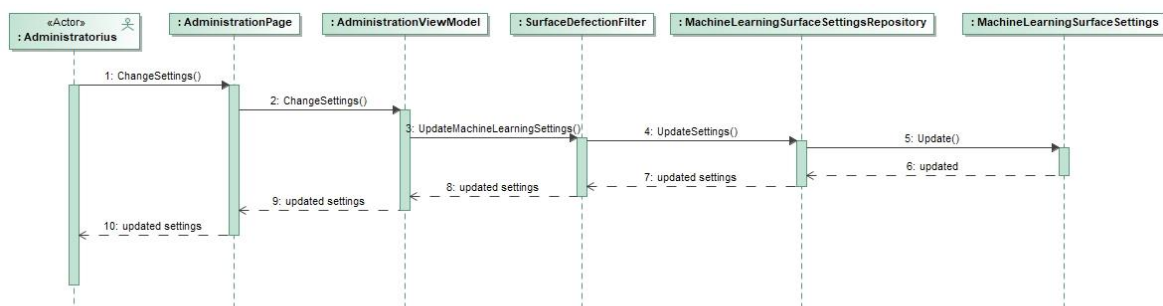 «Actor»
: Administratorius
: AdministrationPage
: AdministrationViewModel
: SurfaceDefectionFilter
: MachineLearningSurfaceSettingsRepository
: MachineLearningSurfaceSettings
1: ChangeSettings()
2: ChangeSettings()
3: UpdateMachineLearningSettings()
4: UpdateSettings()
5: Update()
6: updated
7: updated settings
8: updated settings
9: updated settings
10: updated settings